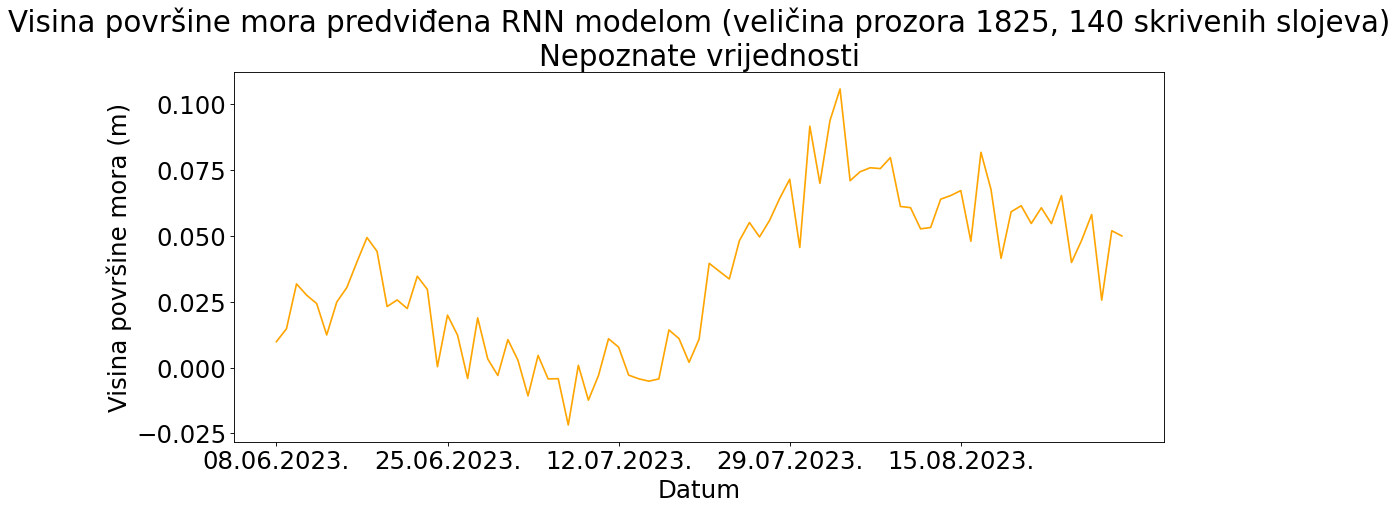 Visina površine mora predviđena RNN modelom (veličina prozora 1825, 140 skrivenih slojeva)
Nepoznate vrijednosti
Visina površine mora (m)
0.100
0.075
0.050
0.025
0.000
−0.025
08.06.2023. 25.06.2023. 12.07.2023. 29.07.2023. 15.08.2023.
Datum